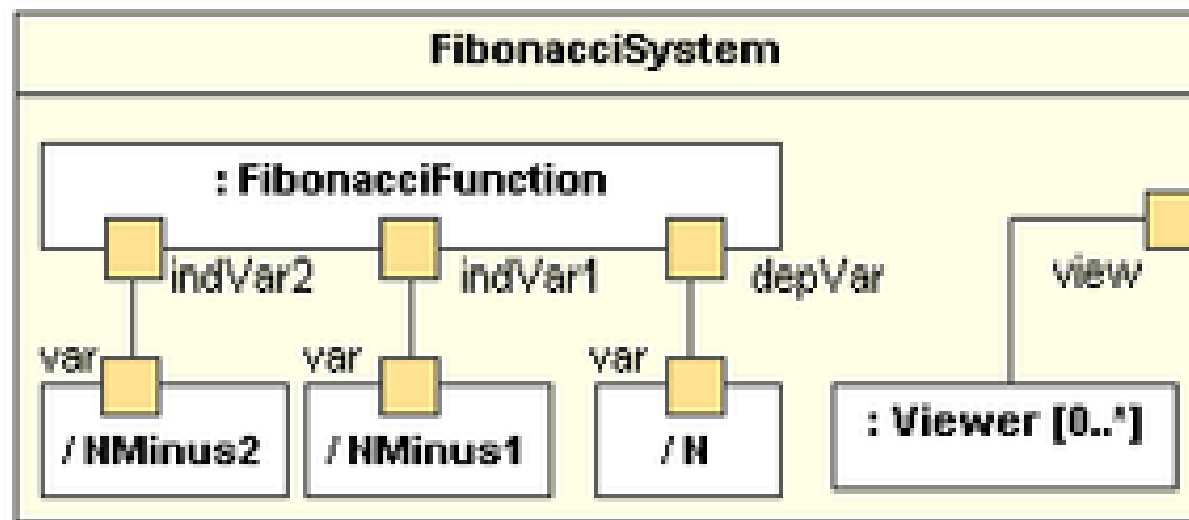 FibonacciSystem
: FibonacciFunction
indVar2 indVar1 depVar view
var var var
/ NMinus2 / NMinus1 / N : Viewer [0..*]